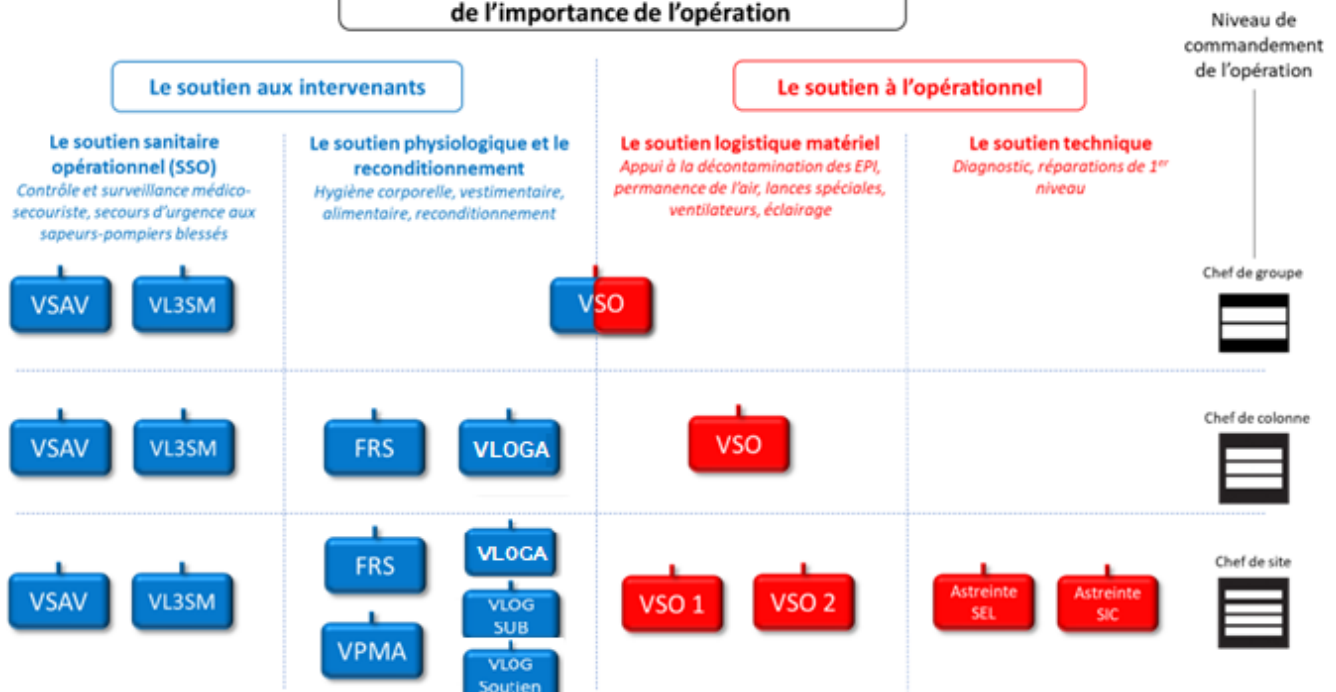 de l'importance de l'opération
Niveau de
commandement
de l'opération
Le soutien aux intervenants
Le soutien à l'opérationnel
Le soutien sanitaire
opérationnel (SSO)
Contrôle et surveillance médico-
secouriste, secours d'urgence aux
sapeurs-pompiers blessés
Le soutien physiologique et le
reconditionnement
Hygiène corporelle, vestimentaire,
alimentaire, reconditionnement
Le soutien logistique matériel
Appui à la décontamination des EPI,
permanence de l'air, lances spéciales,
ventilateurs, éclairage
Le soutien technique
Diagnostic, réparations de 1er
niveau
Chef de groupe
VSAV
VL3SM
VSO
Chef de colonne
VSAV
VL3SM
FRS
VLOGA
VSO
Chef de site
VSAV
VL3SM
FRS
VLOGA
VPMA
VLOG
SUB
VLOG
Soutien
VSO 1
VSO 2
Astreinte
SEL
Astreinte
SIC